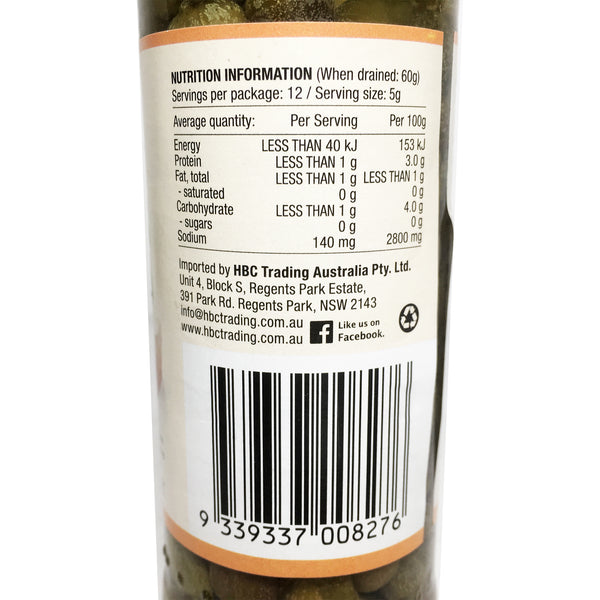 NUTRITION INFORMATION (When drained: 60g)
Servings per package: 12 / Serving size: 5g
Average quantity: Per Serving Per 100g
Energy LESS THAN 40 kJ 153 kJ
Protein LESS THAN 1 g 3.0 g
Fat, total LESS THAN 1 g LESS THAN 1 g
- saturated 0 g 0 g
Carbohydrate LESS THAN 1 g 4.0 g
- sugars 0 g 0 g
Sodium 140 mg 2800 mg
Imported by HBC Trading Australia Pty. Ltd.
Unit 4, Block S, Regents Park Estate,
391 Park Rd. Regents Park, NSW 2143
info@hbctrading.com.au
www.hbctrading.com.au
f Like us on
Facebook.
9 339337 008276